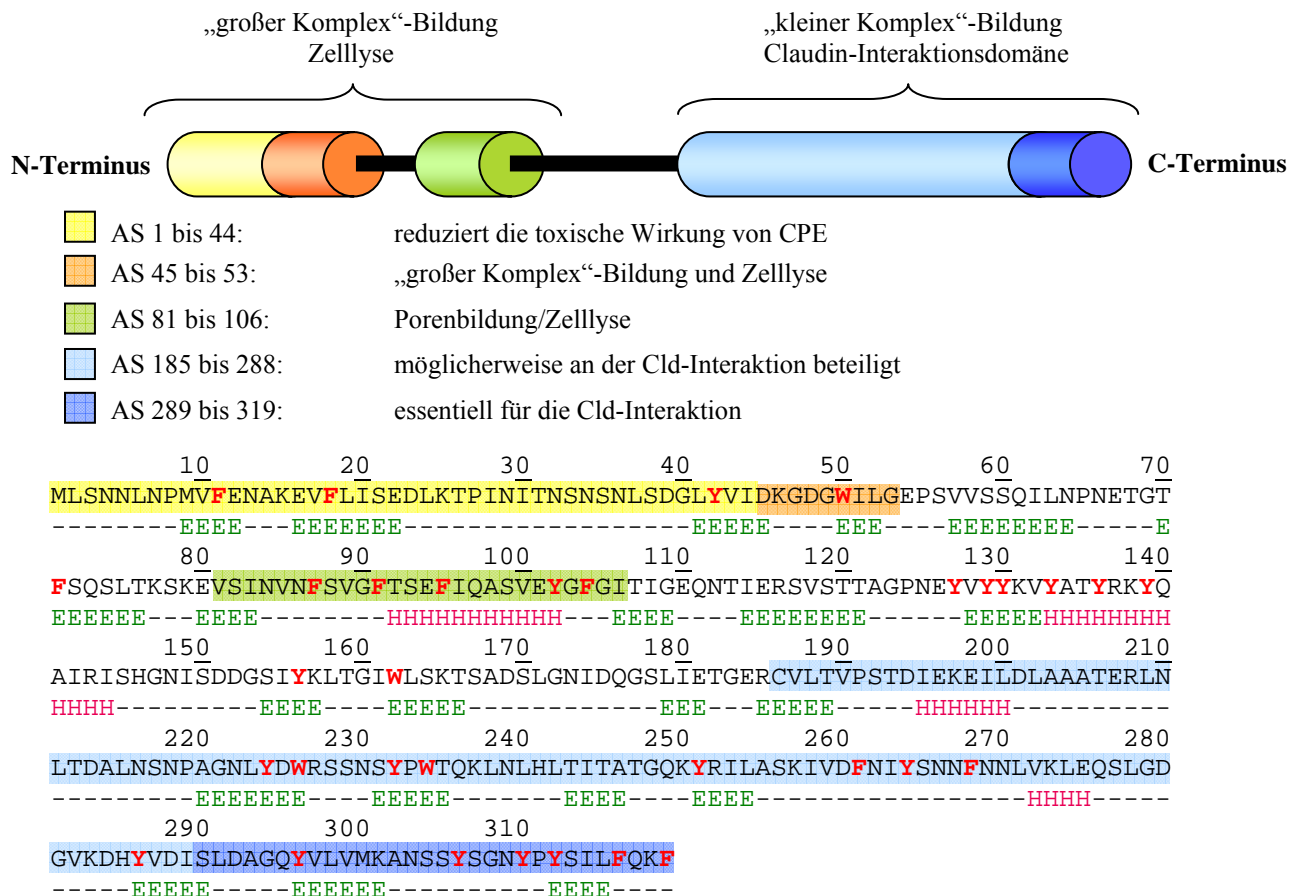 „großer Komplex“-Bildung
Zelllyse
„kleiner Komplex“-Bildung
Claudin-Interaktionsdomäne
N-Terminus
C-Terminus
AS 1 bis 44: reduziert die toxische Wirkung von CPE
AS 45 bis 53: „großer Komplex“-Bildung und Zelllyse
AS 81 bis 106: Porenbildung/Zelllyse
AS 185 bis 288: möglicherweise an der Cld-Interaktion beteiligt
AS 289 bis 319: essentiell für die Cld-Interaktion
10 20 30 40 50 60 70
MLSNNLNPMVFENAKEVFLISEDLKTPINITNSNSNLSDGLYVIDKGDGWILGEPSVVSSQILNPNETGT
--------EEEE---EEEEEEE------------------EEEEE----EEE----EEEEEEEE-----E
80 90 100 110 120 130 140
FSQSLTKSKEVSINVNFSVGFTSEFIQASVEYGFGITIGEQNTIERSVSTTAGPNEYVYYKVYATYRKYQ
EEEEEE---EEEE--------HHHHHHHHHHH---EEEE----EEEEEEEE------EEEEEHHHHHHHH
150 160 170 180 190 200 210
AIRISHGNISDDGSIYKLTGIWLSKTSADSLGNIDQGSLIETGERCVLTVPSTDIEKEILDLAAATERLN
HHHH---------EEEE----EEEEE------------EEE---EEEEE-----HHHHHH----------
220 230 240 250 260 270 280
LTDALNSNPAGNLYDWRSSNSYPWTQKLNLHLTITATGQKYRILASKIVDFNIYSNNFNNLVKLEQSLGD
---------EEEEEEE----EEEEE-------EEEE----EEEE-----------------HHHH-----
290 300 310
GVKDHYVDISLDAGQYVLVMKANSSYSGNYPYSILFQKF
-----EEEEE-----EEEEEE----------EEEE----